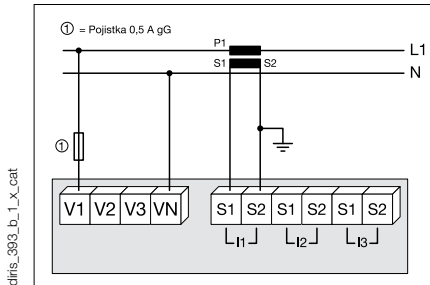 ① = Pojistka 0,5 A gG
P1
L1
S1 S2
N
①
V1 V2 V3 VN S1 S2 S1 S2 S1 S2
I1 I2 I3
diris_393_b_1_x_cat